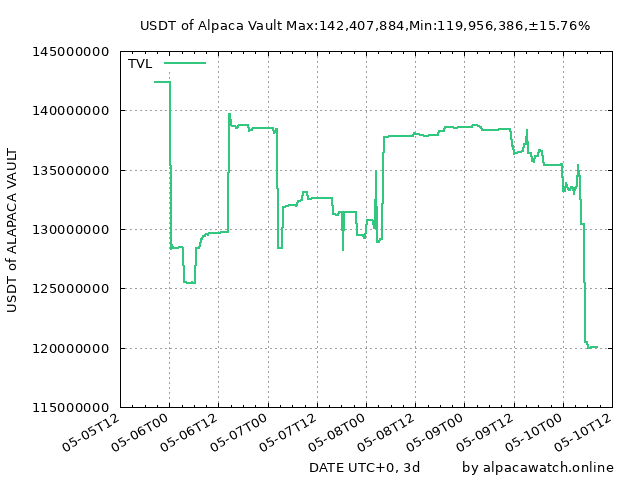 USDT of Alpaca Vault Max:142,407,884,Min:119,956,386,±15.76%
TVL
145000000
140000000
135000000
130000000
125000000
120000000
115000000
USDT of ALAPACA VAULT
05-05T12
05-06T00
05-06T12
05-07T00
05-07T12
05-08T00
05-08T12
05-09T00
05-09T12
05-10T00
05-10T12
DATE UTC+0, 3d
by alpacawatch.online